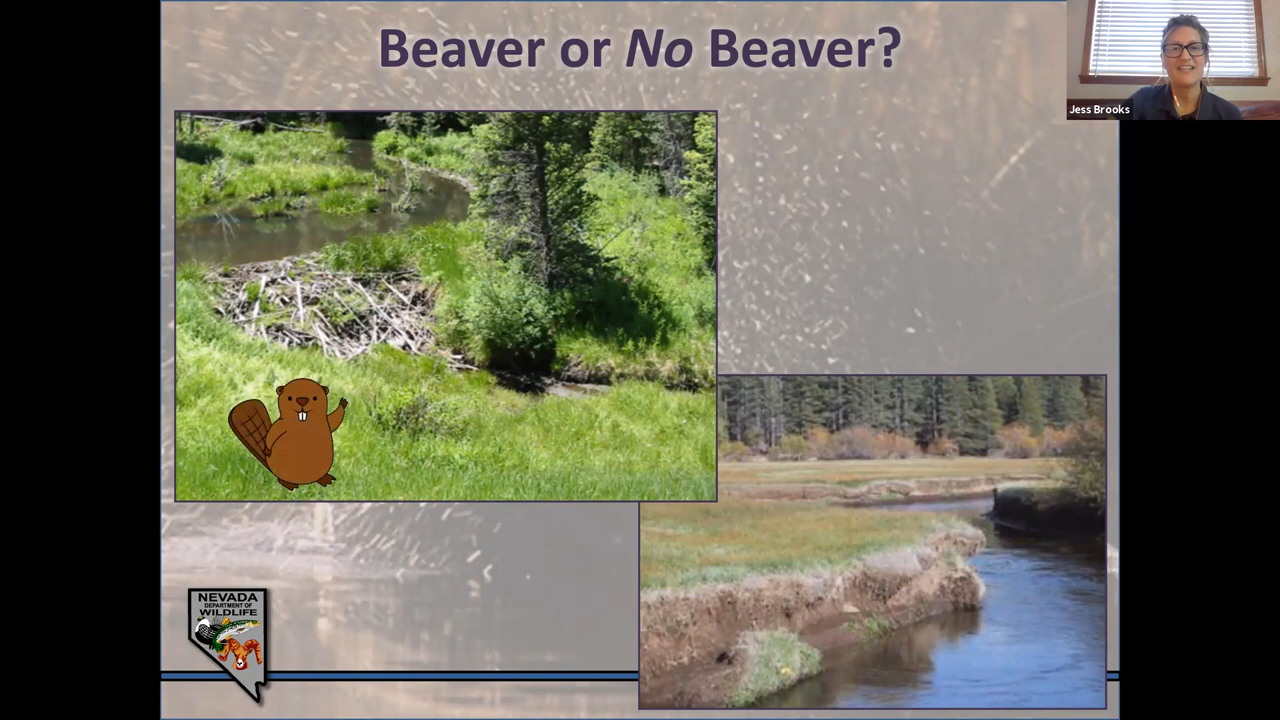 Beaver or No Beaver?
Jess Brooks
NEVADA
DEPARTMENT OF
WILDLIFE